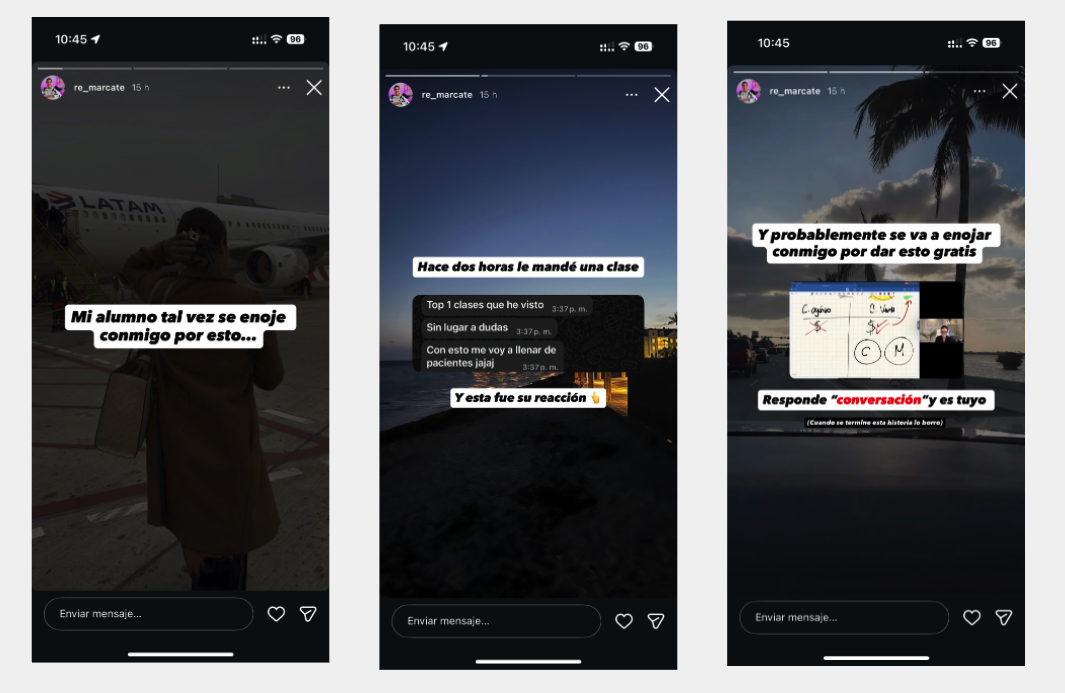 10:45
96
re_marcate 15 h
LATAM
Mi alumno tal vez se enoje
conmigo por esto...
Enviar mensaje...
10:45
96
re_marcate 15 h
Hace dos horas le mandé una clase
Top 1 clases que he visto 3:37 p. m.
Sin lugar a dudas 3:37 p. m.
Con esto me voy a llenar de
pacientes jajaj 3:37 p. m.
Y esta fue su reacción 👆
Enviar mensaje...
10:45
96
re_marcate 15 h
Y probablemente se va a enojar
conmigo por dar esto gratis
$ $
C M
Responde “conversación“y es tuyo
(Cuando se termine esta historia lo borro)
Enviar mensaje...